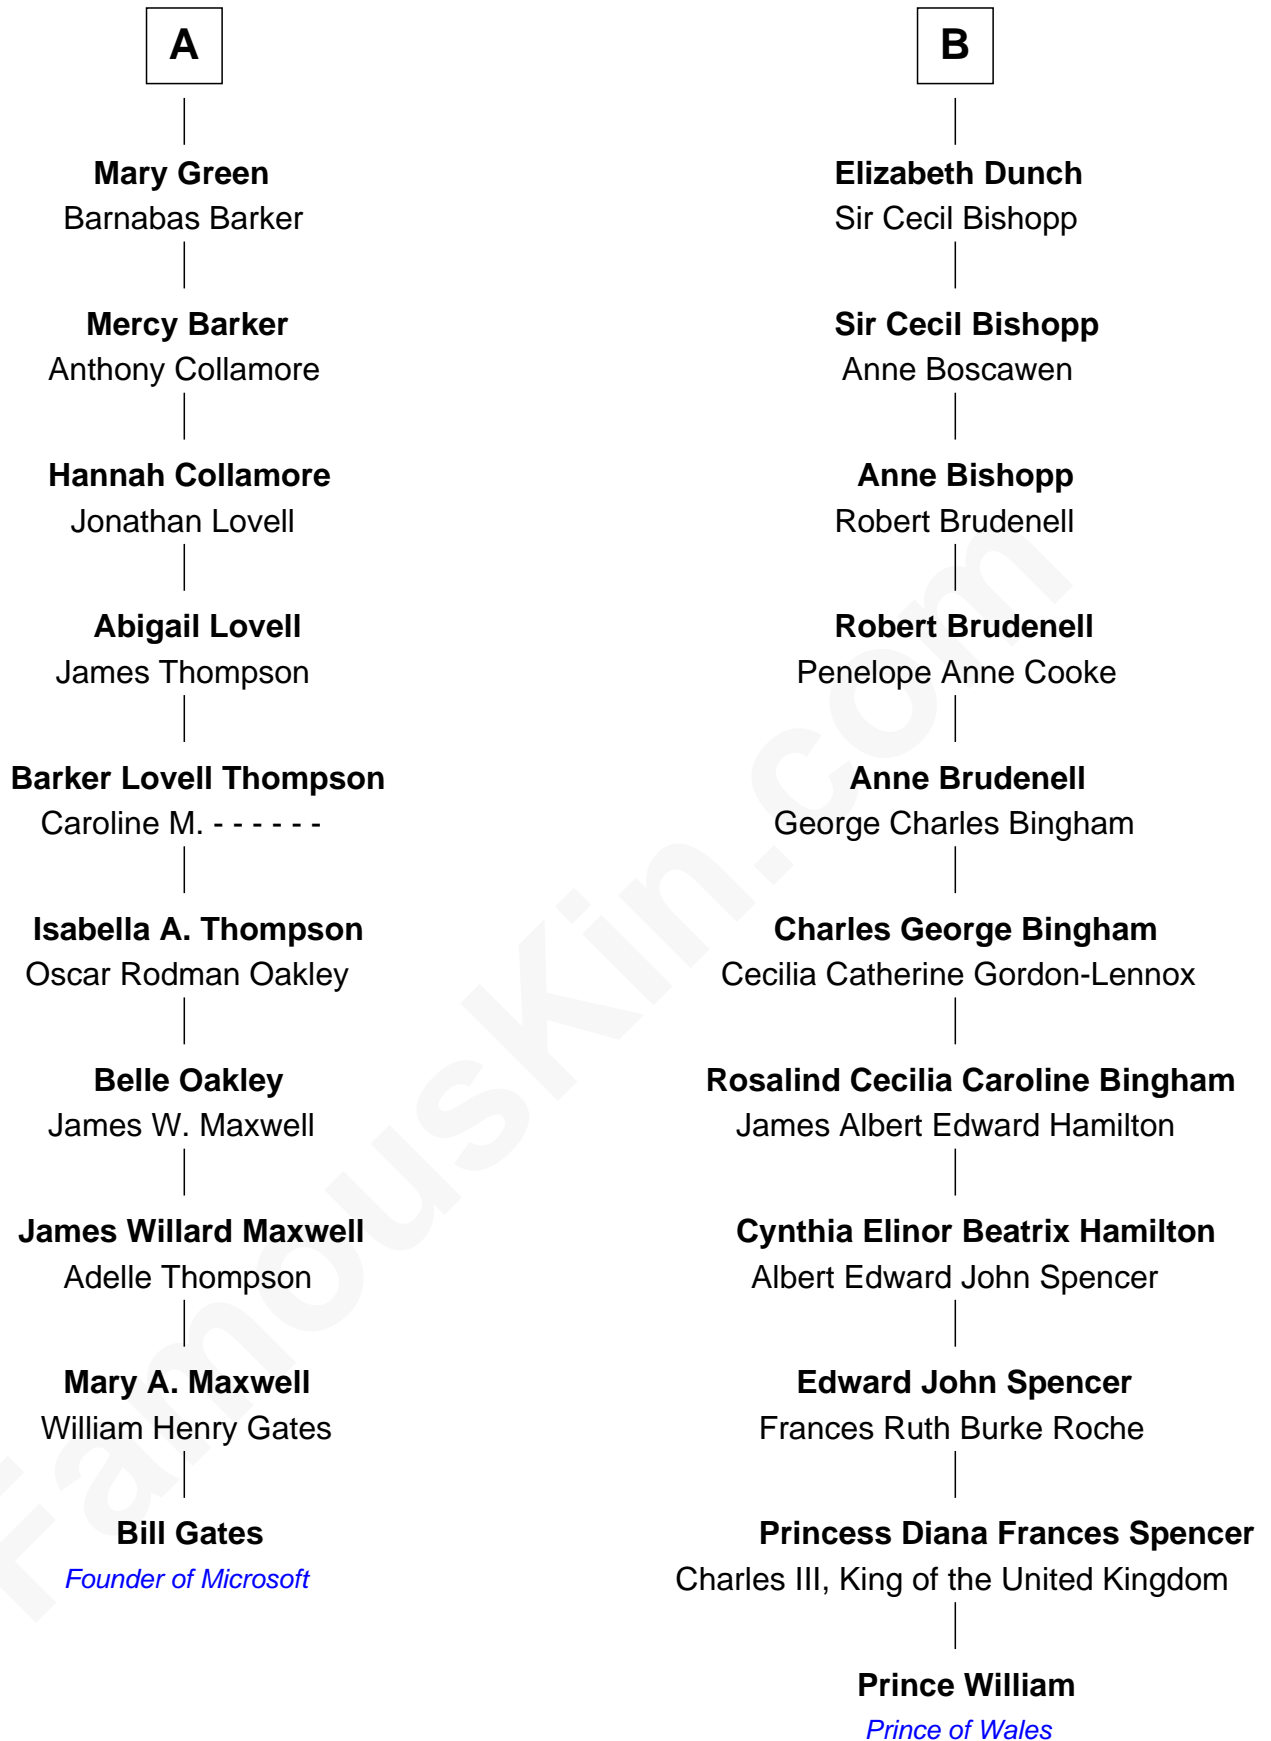 A
Mary Green
Barnabas Barker
Mercy Barker
Anthony Collamore
Hannah Collamore
Jonathan Lovell
Abigail Lovell
James Thompson
Barker Lovell Thompson
Caroline M. - - - - - -
Isabella A. Thompson
Oscar Rodman Oakley
Belle Oakley
James W. Maxwell
James Willard Maxwell
Adelle Thompson
Mary A. Maxwell
William Henry Gates
Bill Gates
Founder of Microsoft
B
Elizabeth Dunch
Sir Cecil Bishopp
Sir Cecil Bishopp
Anne Boscawen
Anne Bishopp
Robert Brudenell
Robert Brudenell
Penelope Anne Cooke
Anne Brudenell
George Charles Bingham
Charles George Bingham
Cecilia Catherine Gordon-Lennox
Rosalind Cecilia Caroline Bingham
James Albert Edward Hamilton
Cynthia Elinor Beatrix Hamilton
Albert Edward John Spencer
Edward John Spencer
Frances Ruth Burke Roche
Princess Diana Frances Spencer
Charles III, King of the United Kingdom
Prince William
Prince of Wales
FamousKin.com